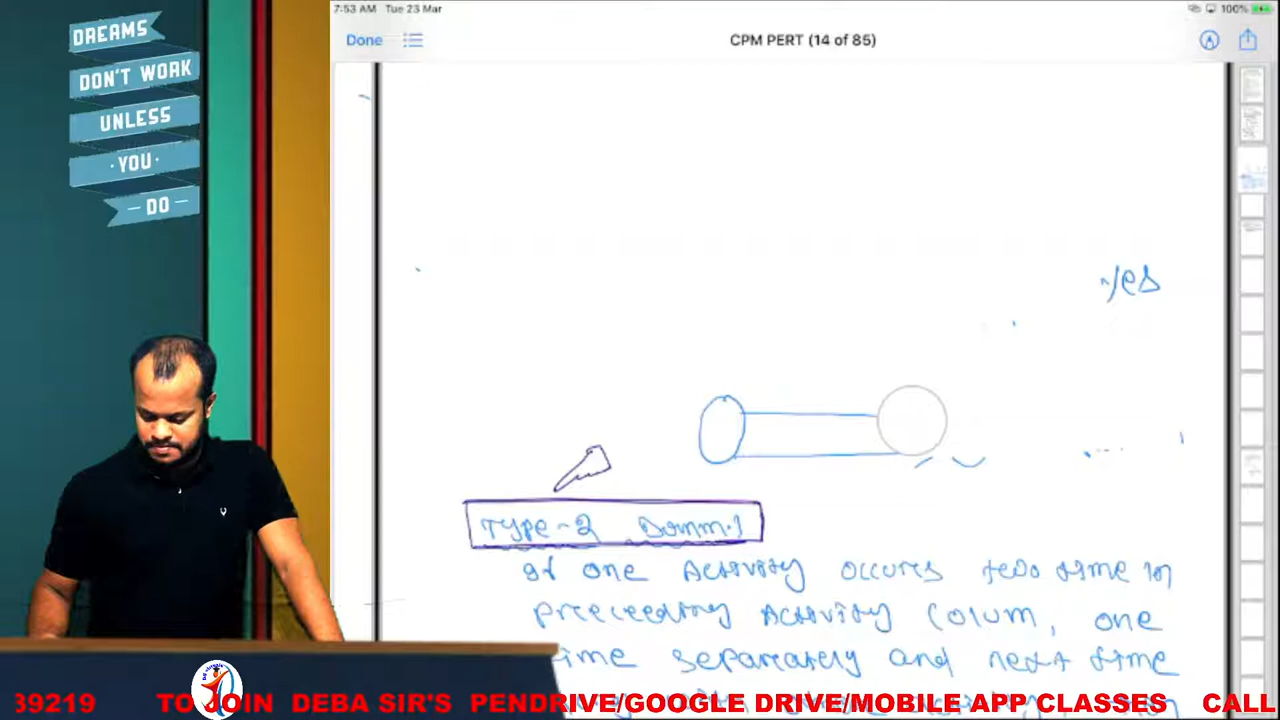 7:53 AM Tue 23 Mar
100%
Done
CPM PERT (14 of 85)
DREAMS
DON'T WORK
UNLESS
· YOU ·
– DO –
yes
Type-2 Dummy
If one Activity occures two time in
preceeding Activity Colum, one
time separately and next time
39219 TO JOIN DEBA SIR'S PENDRIVE/GOOGLE DRIVE/MOBILE APP CLASSES CALL